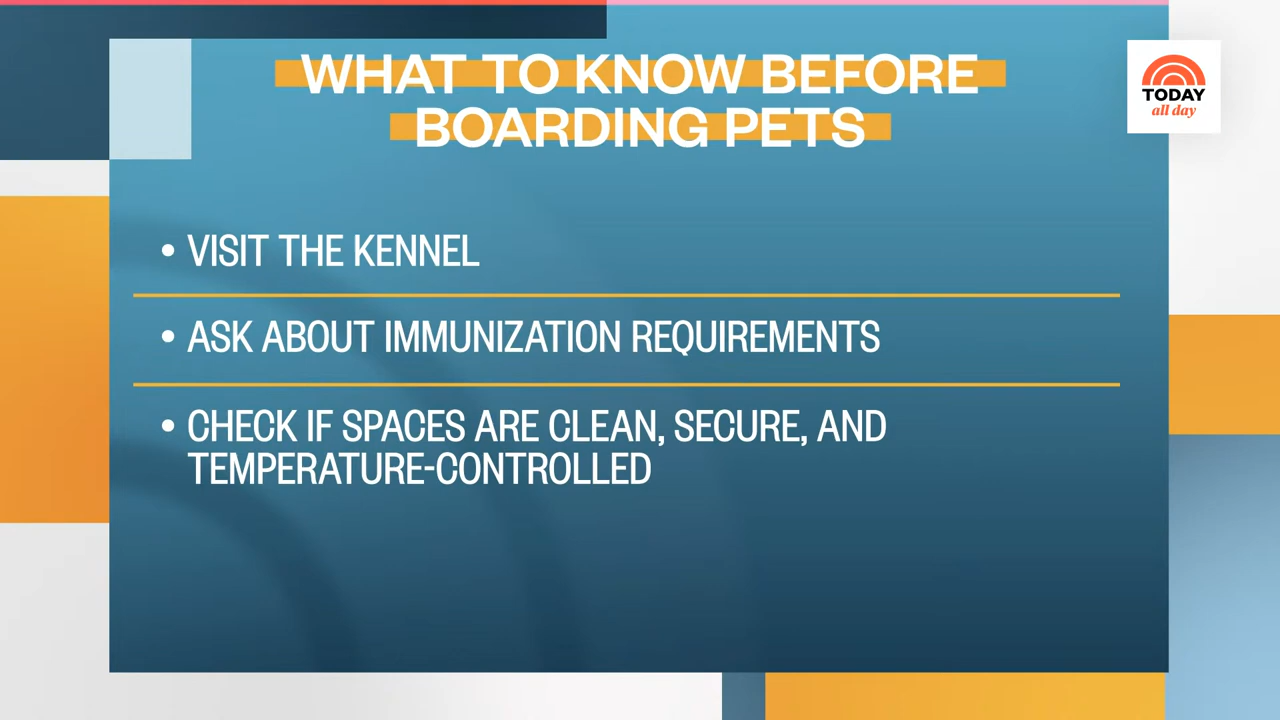 WHAT TO KNOW BEFORE
BOARDING PETS
TODAY
all day
• VISIT THE KENNEL
• ASK ABOUT IMMUNIZATION REQUIREMENTS
• CHECK IF SPACES ARE CLEAN, SECURE, AND
TEMPERATURE-CONTROLLED